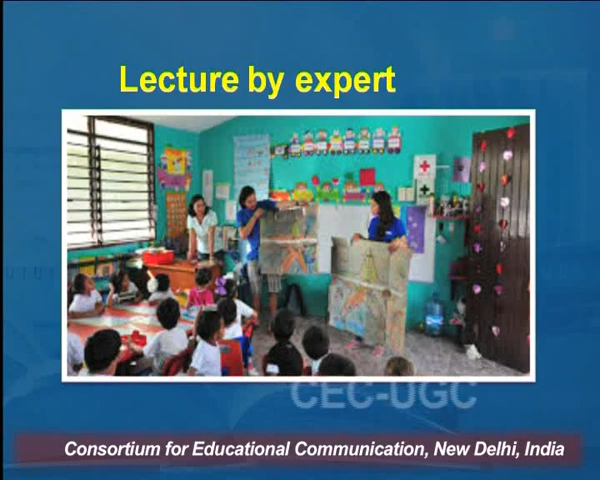 Lecture by expert
CEC-UGC
Consortium for Educational Communication, New Delhi, India